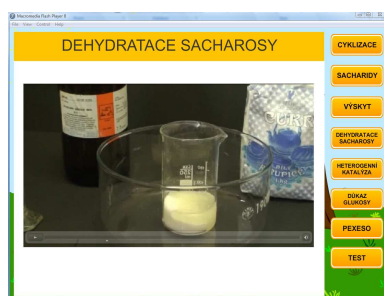 Macromedia Flash Player 8
File View Control Help
DEHYDRATACE SACHAROSY
CYKLIZACE
SACHARIDY
VÝSKYT
DEHYDRATACE
SACHAROSY
HETEROGENNÍ
KATALÝZA
DŮKAZ
GLUKOSY
PEXESO
TEST